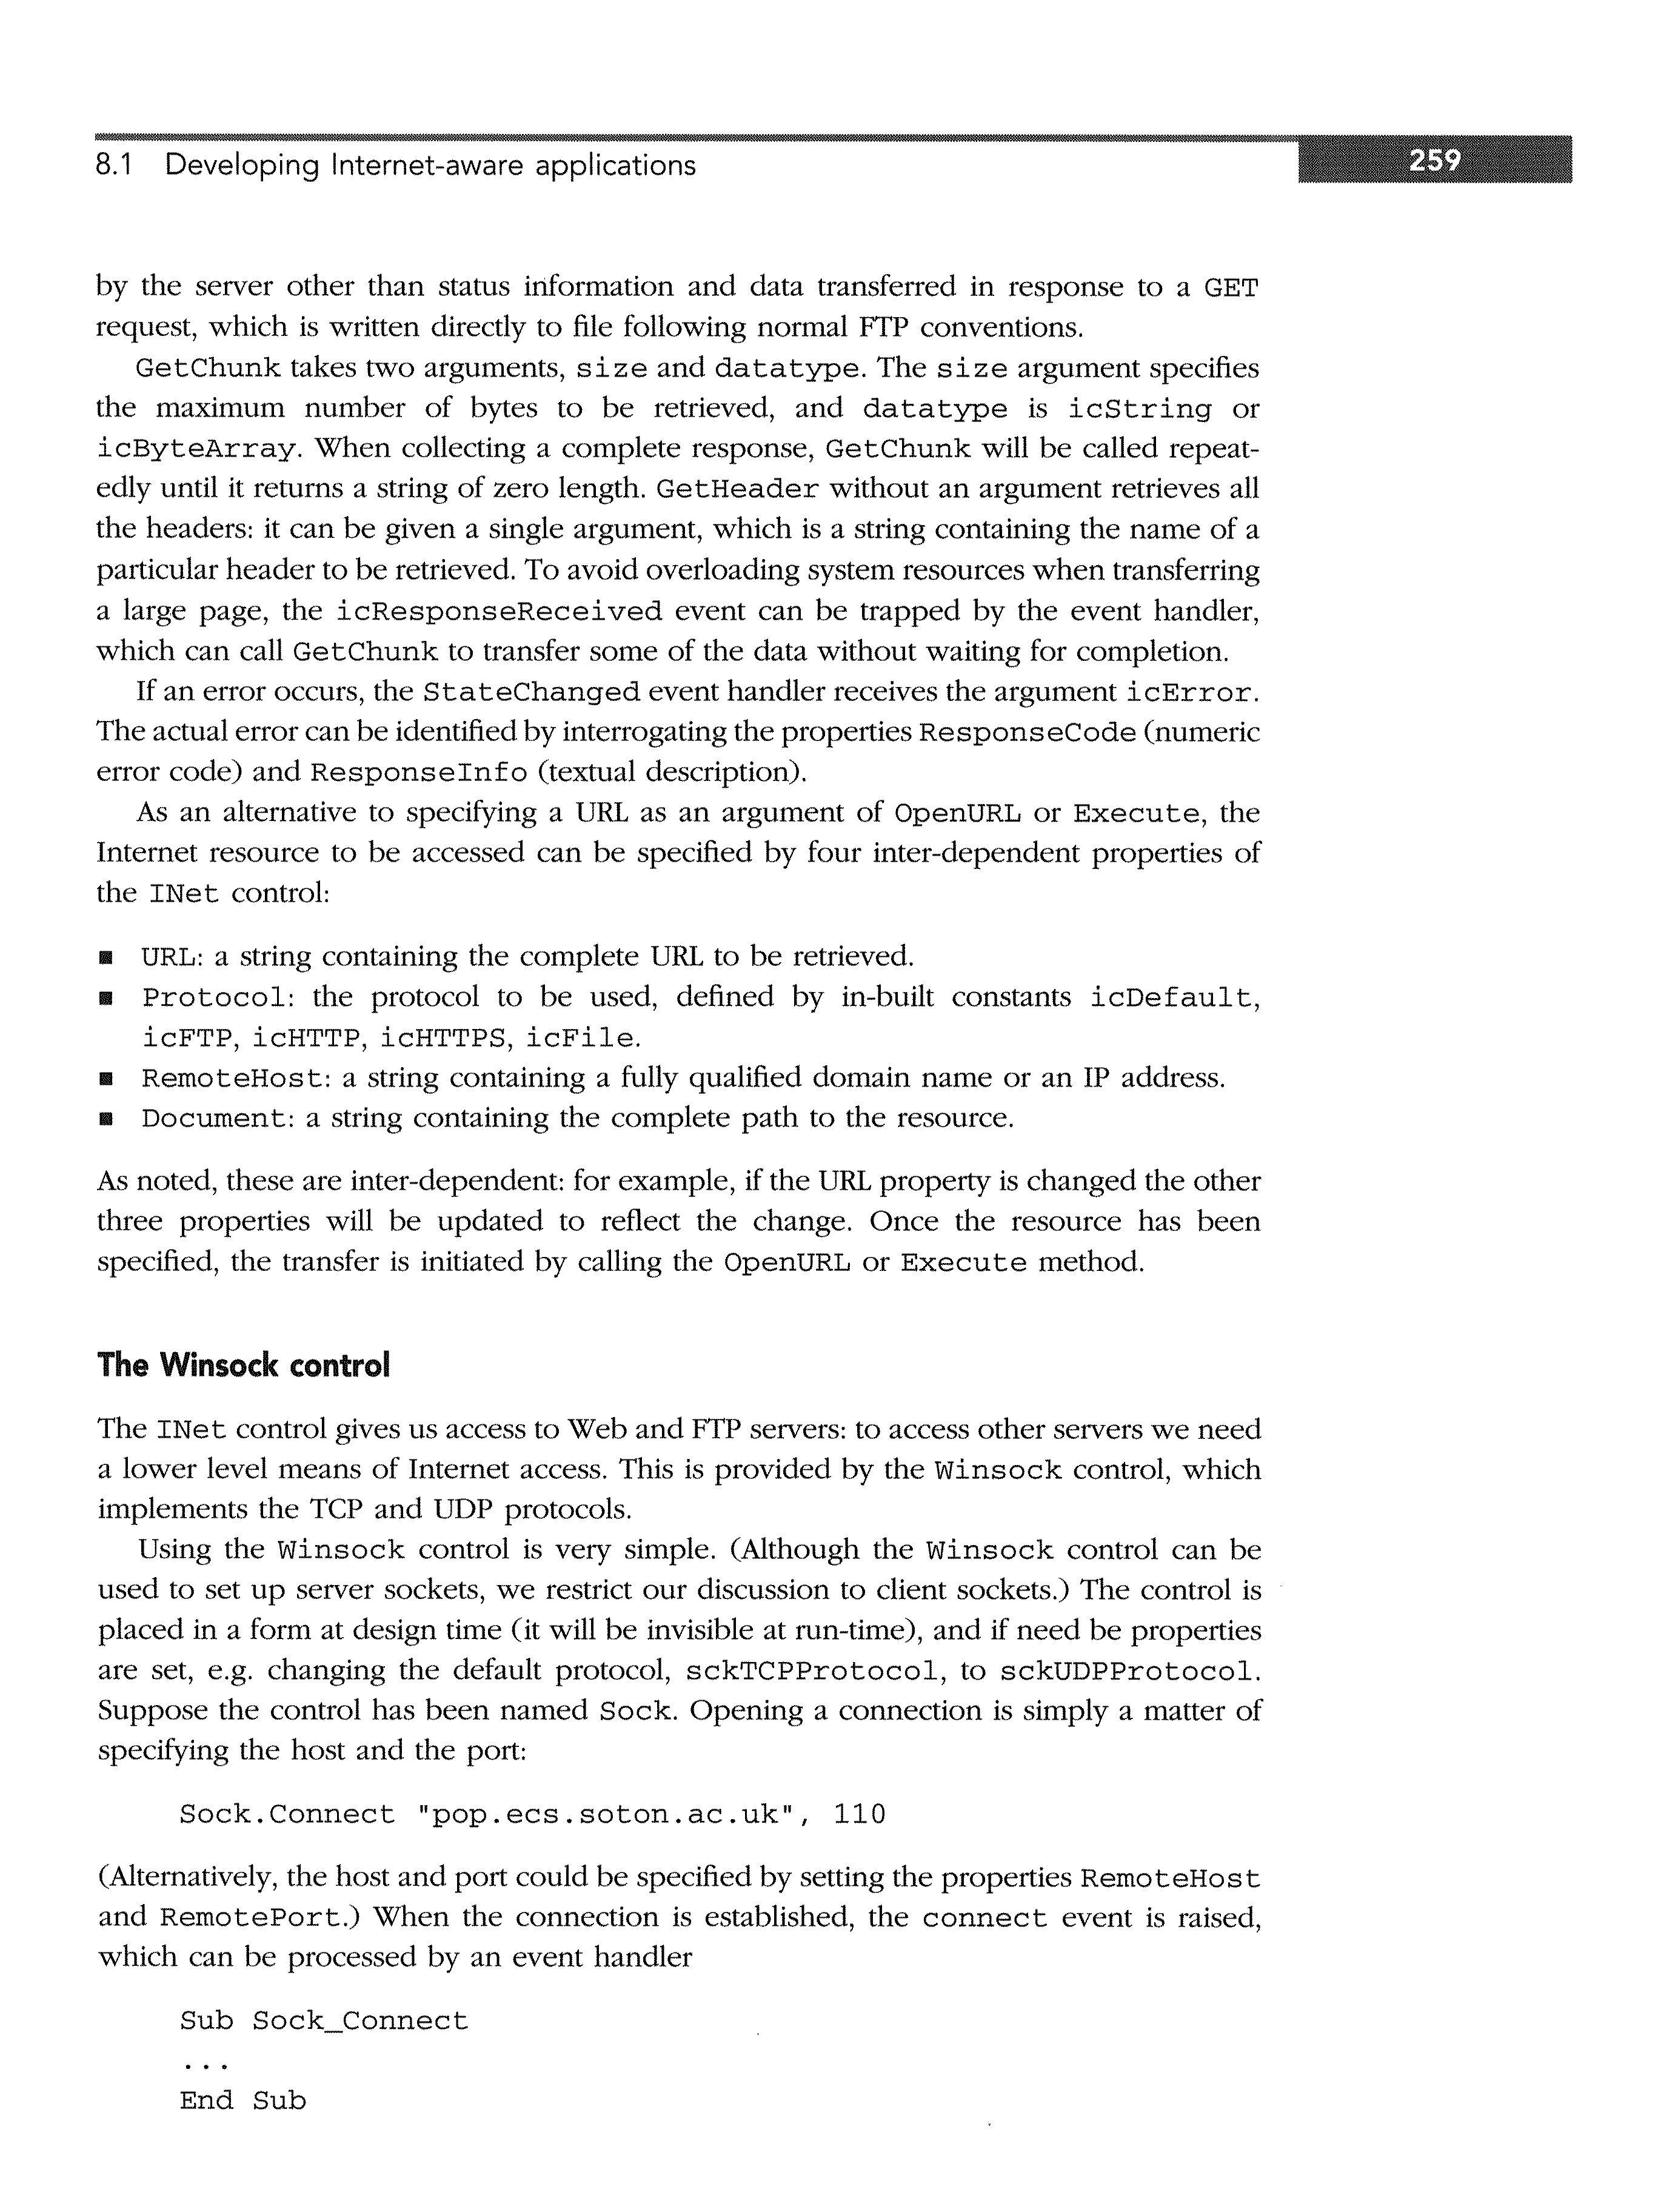 8.1 Developing Internet-aware applications
259
by the server other than status information and data transferred in response to a GET
request, which is written directly to file following normal FTP conventions.
GetChunk takes two arguments, size and datatype. The size argument specifies
the maximum number of bytes to be retrieved, and datatype is icString or
icByteArray. When collecting a complete response, GetChunk will be called repeat-
edly until it returns a string of zero length. GetHeader without an argument retrieves all
the headers: it can be given a single argument, which is a string containing the name of a
particular header to be retrieved. To avoid overloading system resources when transferring
a large page, the icResponseReceived event can be trapped by the event handler,
which can call GetChunk to transfer some of the data without waiting for completion.
If an error occurs, the StateChanged event handler receives the argument icError.
The actual error can be identified by interrogating the properties ResponseCode (numeric
error code) and ResponseInfo (textual description).
As an alternative to specifying a URL as an argument of OpenURL or Execute, the
Internet resource to be accessed can be specified by four inter-dependent properties of
the INet control:
■ URL: a string containing the complete URL to be retrieved.
■ Protocol: the protocol to be used, defined by in-built constants icDefault,
icFTP, icHTTP, icHTTPS, icFile.
■ RemoteHost: a string containing a fully qualified domain name or an IP address.
■ Document: a string containing the complete path to the resource.
As noted, these are inter-dependent: for example, if the URL property is changed the other
three properties will be updated to reflect the change. Once the resource has been
specified, the transfer is initiated by calling the OpenURL or Execute method.
The Winsock control
The INet control gives us access to Web and FTP servers: to access other servers we need
a lower level means of Internet access. This is provided by the Winsock control, which
implements the TCP and UDP protocols.
Using the Winsock control is very simple. (Although the Winsock control can be
used to set up server sockets, we restrict our discussion to client sockets.) The control is
placed in a form at design time (it will be invisible at run-time), and if need be properties
are set, e.g. changing the default protocol, sckTCPProtocol, to sckUDPProtocol.
Suppose the control has been named Sock. Opening a connection is simply a matter of
specifying the host and the port:
Sock.Connect "pop.ecs.soton.ac.uk", 110
(Alternatively, the host and port could be specified by setting the properties RemoteHost
and RemotePort.) When the connection is established, the connect event is raised,
which can be processed by an event handler
Sub Sock_Connect
...
End Sub